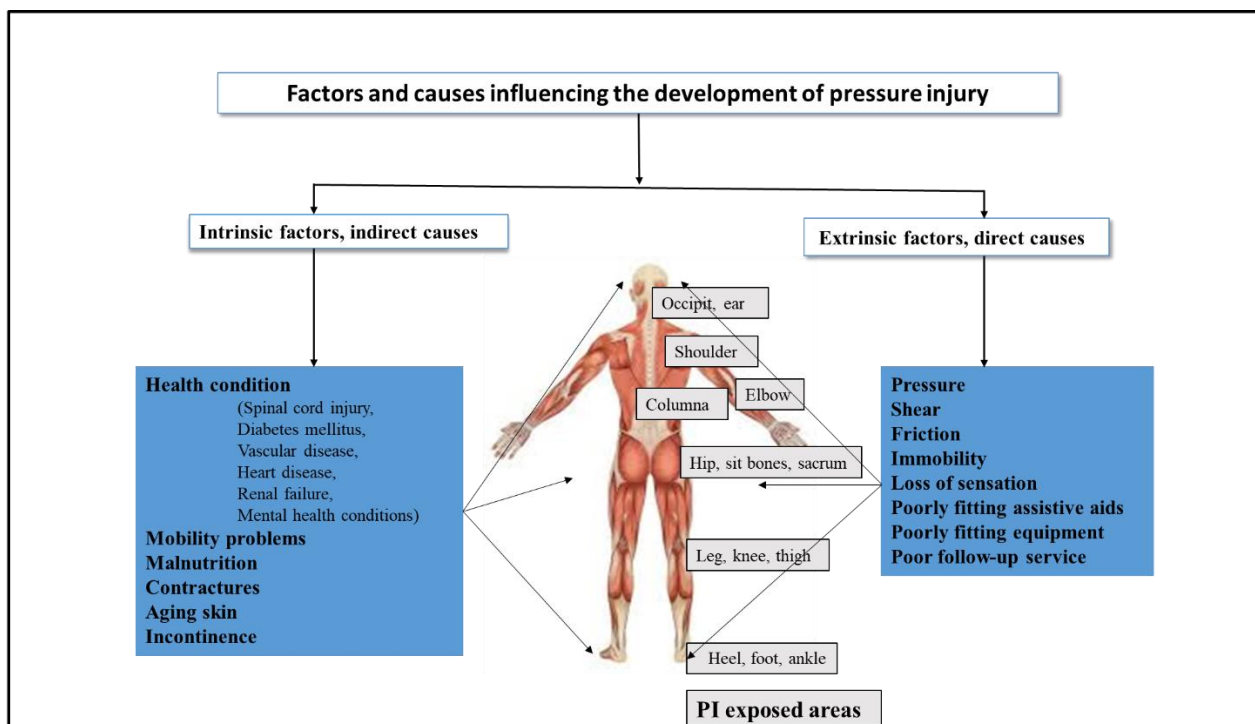 Factors and causes influencing the development of pressure injury
Intrinsic factors, indirect causes
Extrinsic factors, direct causes
Health condition
(Spinal cord injury,
Diabetes mellitus,
Vascular disease,
Heart disease,
Renal failure,
Mental health conditions)
Mobility problems
Malnutrition
Contractures
Aging skin
Incontinence
Occipit, ear
Shoulder
Elbow
Columna
Hip, sit bones, sacrum
Leg, knee, thigh
Heel, foot, ankle
PI exposed areas
Pressure
Shear
Friction
Immobility
Loss of sensation
Poorly fitting assistive aids
Poorly fitting equipment
Poor follow-up service